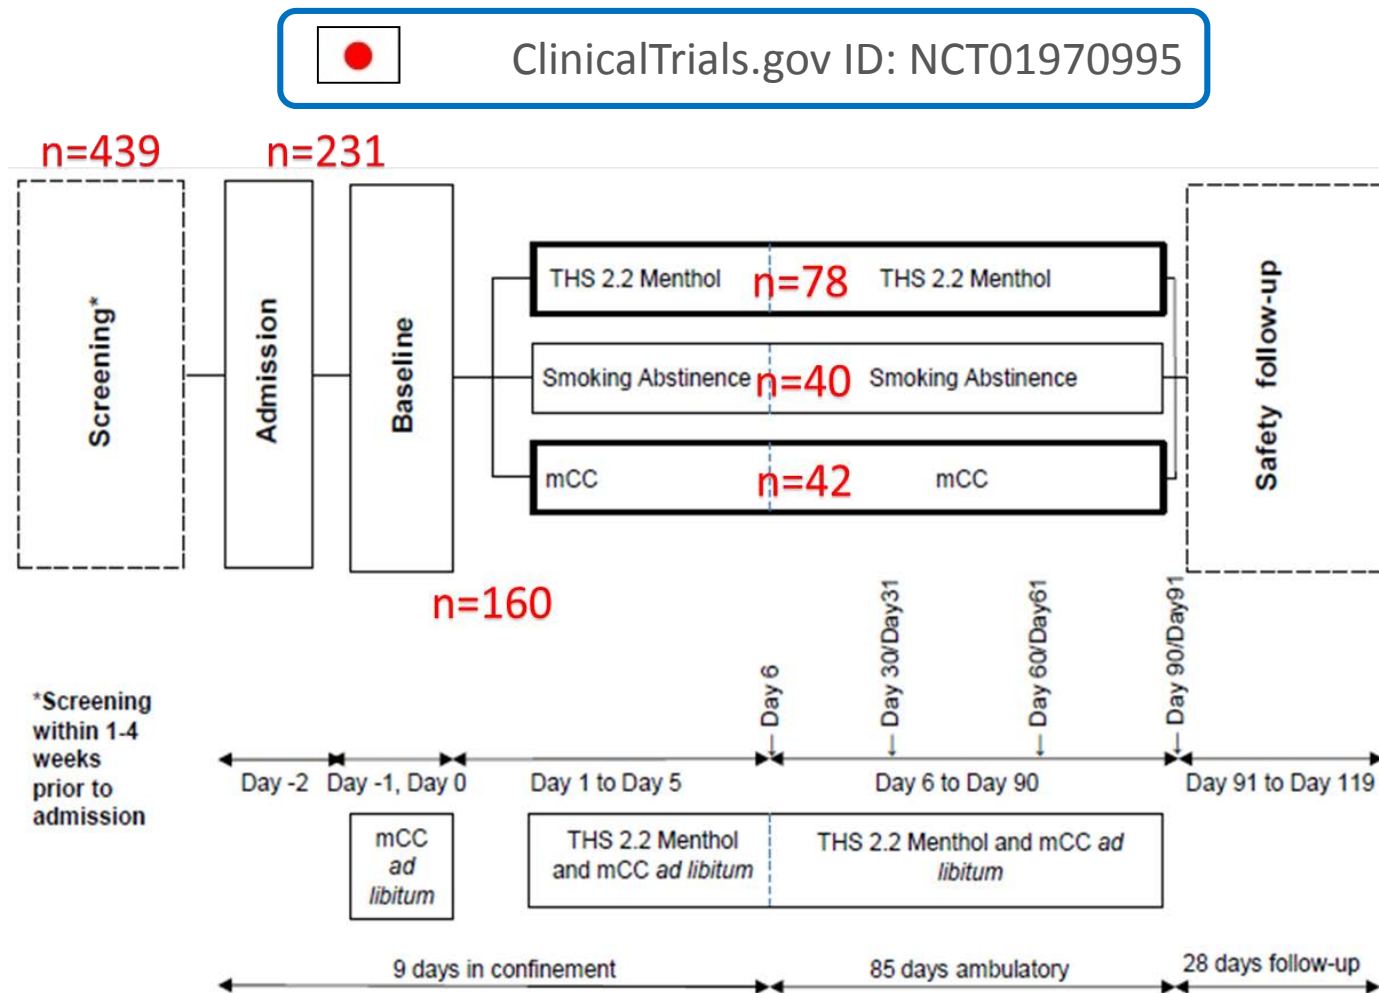 ClinicalTrials.gov ID: NCT01970995
n=439
n=231
Screening*
Admission
Baseline
THS 2.2 Menthol
n=78
THS 2.2 Menthol
Smoking Abstinence
n=40
Smoking Abstinence
mCC
n=42
mCC
Safety follow-up
n=160
*Screening
within 1-4
weeks
prior to
admission
Day 6
Day 30/Day31
Day 60/Day61
Day 90/Day91
Day -2
Day -1, Day 0
Day 1 to Day 5
Day 6 to Day 90
Day 91 to Day 119
mCC
ad
libitum
THS 2.2 Menthol
and mCC ad libitum
THS 2.2 Menthol and mCC ad
libitum
9 days in confinement
85 days ambulatory
28 days follow-up